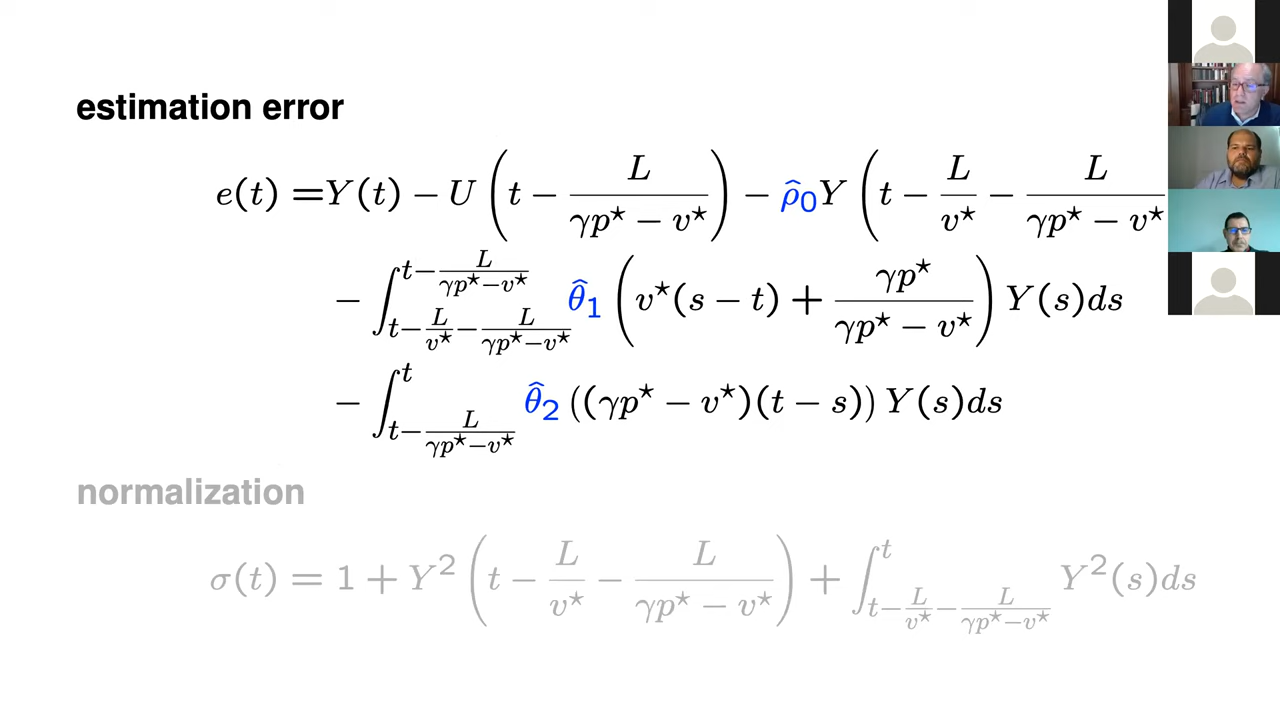 estimation error
e(t) = Y(t) − U(t − L/(γp⋆ − v⋆)) − ρ̂₀Y(t − L/v⋆ − L/(γp⋆ − v⋆)
− ∫_{t−L/v⋆−L/(γp⋆−v⋆)}^{t−L/(γp⋆−v⋆)} θ̂₁(v⋆(s − t) + γp⋆/(γp⋆ − v⋆)) Y(s)ds
− ∫_{t−L/(γp⋆−v⋆)}^{t} θ̂₂((γp⋆ − v⋆)(t − s)) Y(s)ds
normalization
σ(t) = 1 + Y²(t − L/v⋆ − L/(γp⋆ − v⋆)) + ∫_{t−L/v⋆−L/(γp⋆−v⋆)}^{t} Y²(s)ds